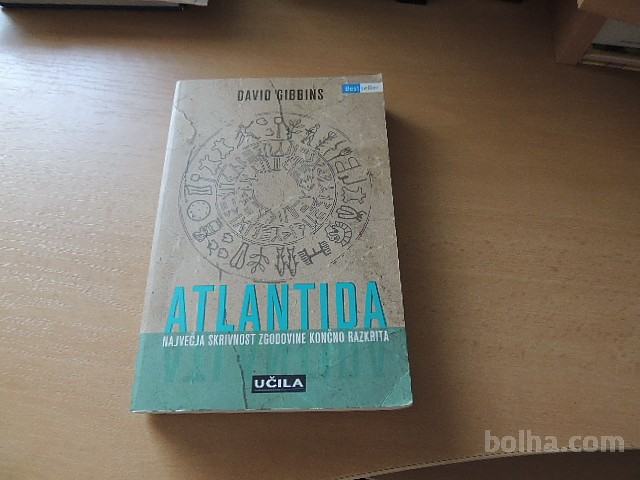 DAVID GIBBINS
Bestseller
ATLANTIDA
NAJVEČJA SKRIVNOST ZGODOVINE KONČNO RAZKRITA
UČILA
bolha.com